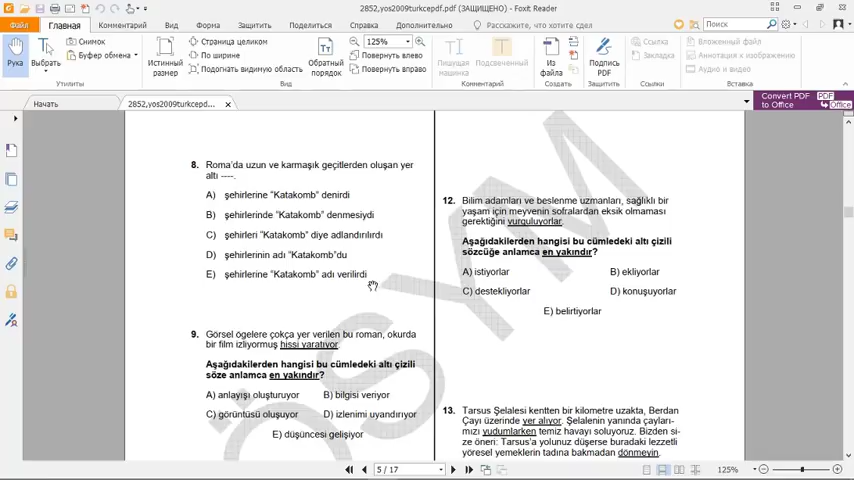 2852,yos2009turkcepdf.pdf (ЗАЩИЩЕНО) - Foxit Reader
Файл
Главная
Комментарий
Вид
Форма
Защитить
Поделиться
Справка
Дополнительно
Расскажите, что хотите сдел
Поиск
Рука
Выбрать
Снимок
Буфер обмена
Утилиты
Истинный размер
Страница целиком
По ширине
Подогнать видимую область
Обратный порядок
125%
Повернуть влево
Повернуть вправо
Вид
Пишущая машинка
Подсвеченный
Комментарий
Из файла
Создать
Подпись PDF
Защитить
Ссылка
Закладка
Ссылки
Вложенный файл
Аннотация к изображению
Аудио и видео
Вставка
Начать
2852,yos2009turkcepd...
Convert PDF to Office
PDF
Office
ÖSYM
8. Roma'da uzun ve karmaşık geçitlerden oluşan yer
altı ----.
A) şehirlerine "Katakomb" denirdi
B) şehirlerinde "Katakomb" denmesiydi
C) şehirleri "Katakomb" diye adlandırılırdı
D) şehirlerinin adı "Katakomb"du
E) şehirlerine "Katakomb" adı verilirdi
9. Görsel ögelere çokça yer verilen bu roman, okurda
bir film izliyormuş hissi yaratıyor.
Aşağıdakilerden hangisi bu cümledeki altı çizili
söze anlamca en yakındır?
A) anlayışı oluşturuyor B) bilgisi veriyor
C) görüntüsü oluşuyor D) izlenimi uyandırıyor
E) düşüncesi gelişiyor
12. Bilim adamları ve beslenme uzmanları, sağlıklı bir
yaşam için meyvenin sofralardan eksik olmaması
gerektiğini vurguluyorlar.
Aşağıdakilerden hangisi bu cümledeki altı çizili
sözcüğe anlamca en yakındır?
A) istiyorlar B) ekliyorlar
C) destekliyorlar D) konuşuyorlar
E) belirtiyorlar
13. Tarsus Şelalesi kentten bir kilometre uzakta, Berdan
Çayı üzerinde yer alıyor. Şelalenin yanında çayları-
mızı yudumlarken temiz havayı soluyoruz. Bizden si-
ze öneri: Tarsus'a yolunuz düşerse buradaki lezzetli
yöresel yemeklerin tadına bakmadan dönmeyin.
5 / 17
125%